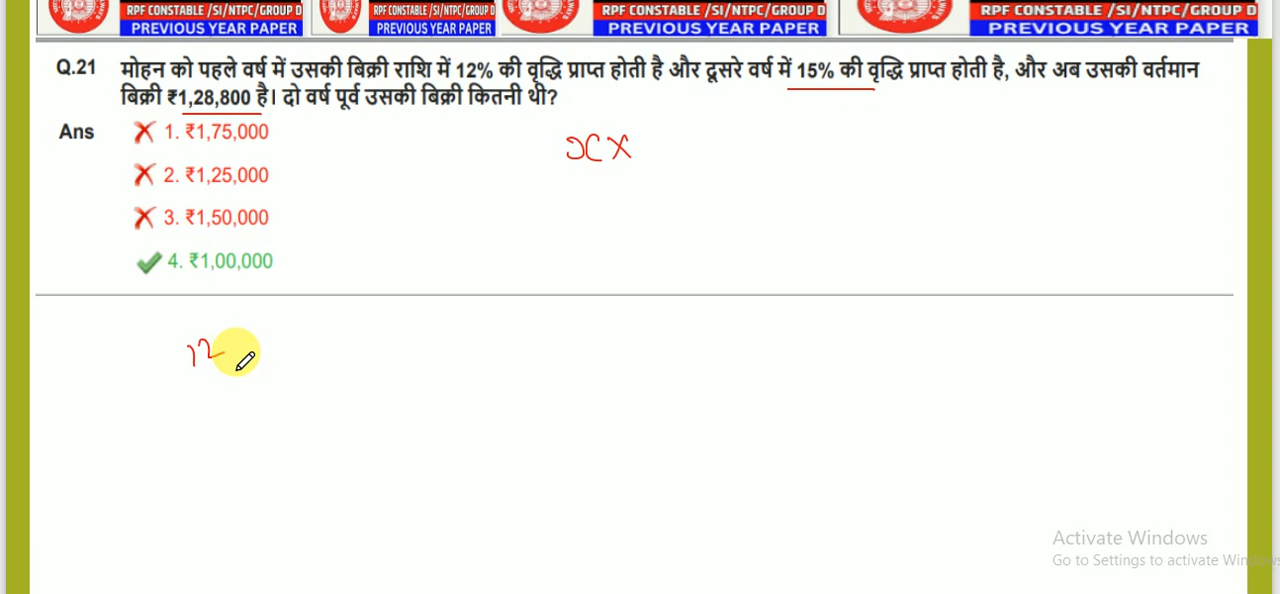 RPF CONSTABLE /SI/NTPC/GROUP D RPF CONSTABLE /SI/NTPC/GROUP D RPF CONSTABLE /SI/NTPC/GROUP D RPF CONSTABLE /SI/NTPC/GROUP D
PREVIOUS YEAR PAPER PREVIOUS YEAR PAPER PREVIOUS YEAR PAPER PREVIOUS YEAR PAPER
Q.21 मोहन को पहले वर्ष में उसकी बिक्री राशि में 12% की वृद्धि प्राप्त होती है और दूसरे वर्ष में 15% की वृद्धि प्राप्त होती है, और अब उसकी वर्तमान
बिक्री ₹1,28,800 है। दो वर्ष पूर्व उसकी बिक्री कितनी थी?
Ans 1. ₹1,75,000
2. ₹1,25,000
3. ₹1,50,000
4. ₹1,00,000
12
Activate Windows
Go to Settings to activate Windows